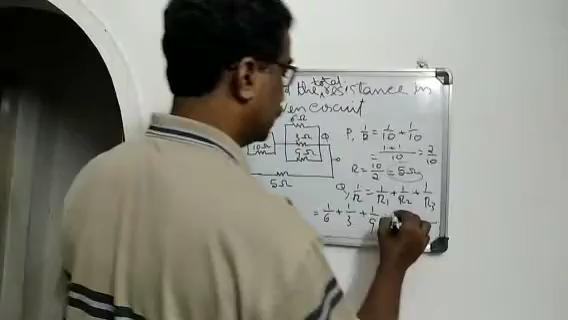 the total resistance in
circuit.
6Ω
10Ω
3Ω
9Ω
Q
5Ω
P, 1/R = 1/10 + 1/10
= 1+1/10 = 2/10
R = 10/2 = 5Ω
Q, 1/R = 1/R1 + 1/R2 + 1/R3
= 1/6 + 1/3 + 1/9